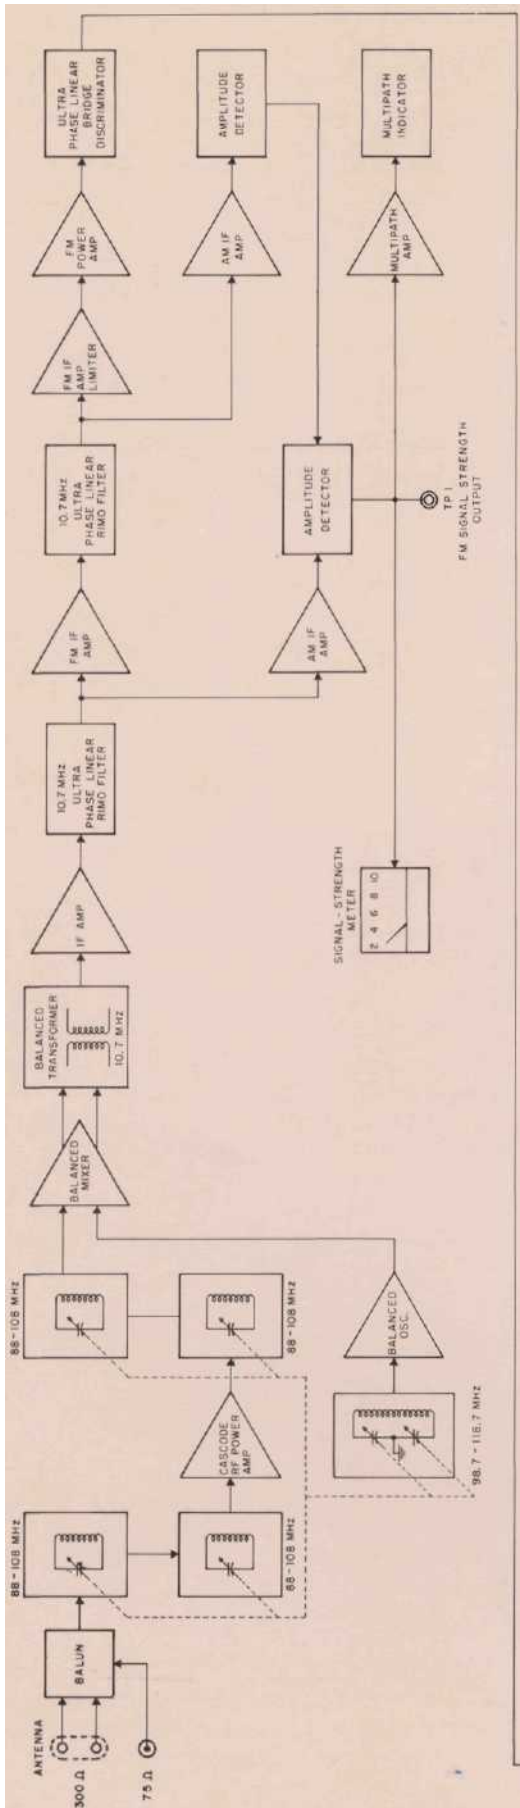 ANTENNA
300 Ω
75 Ω
BALUN
88-108 MHz
88-108 MHz
CASCODE
RF POWER
AMP
88-108 MHz
88-108 MHz
98.7-118.7 MHz
BALANCED
OSC.
BALANCED
MIXER
BALANCED
TRANSFORMER
10.7 MHz
IF AMP
10.7 MHz
ULTRA
PHASE LINEAR
RIMO FILTER
FM IF
AMP
10.7 MHz
ULTRA
PHASE LINEAR
RIMO FILTER
FM IF
AMP
LIMITER
FM
POWER
AMP
ULTRA
PHASE LINEAR
BRIDGE
DISCRIMINATOR
AM IF
AMP
AMPLITUDE
DETECTOR
AM IF
AMP
AMPLITUDE
DETECTOR
SIGNAL-STRENGTH
METER
2 4 6 8 10
TP 1
FM SIGNAL STRENGTH
OUTPUT
MULTIPATH
AMP
MULTIPATH
INDICATOR